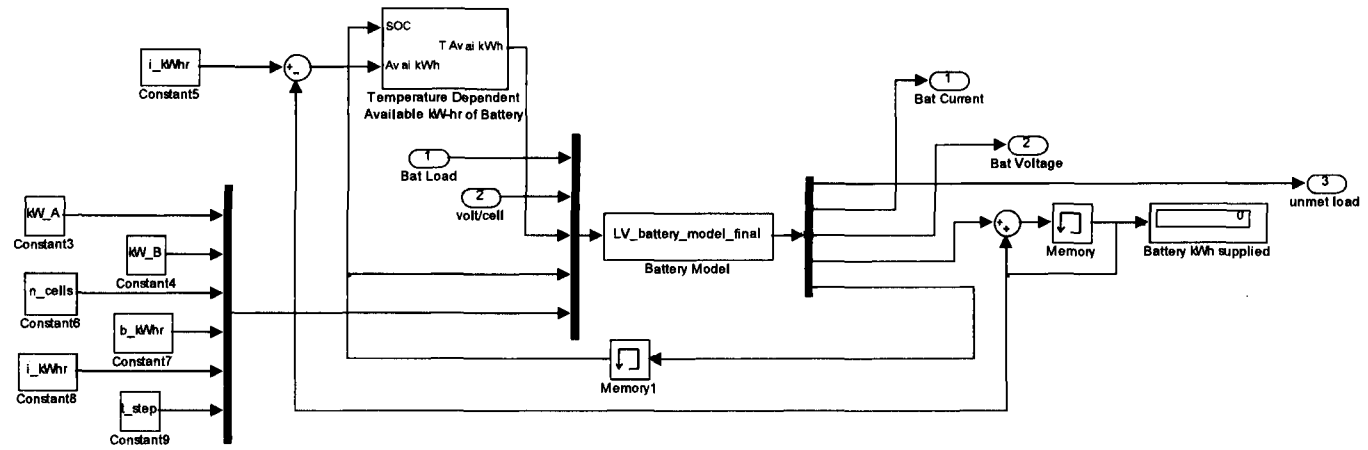 SOC
T Avai kWh
Avai kWh
Temperature Dependent
Available kW-hr of Battery
i_kWhr
Constant5
+
-
1
Bat Current
2
Bat Voltage
3
unmet load
1
Bat Load
2
volt/cell
kW_A
Constant3
kW_B
Constant4
n_cells
Constant6
b_kWhr
Constant7
i_kWhr
Constant8
t_step
Constant9
LV_battery_model_final
Battery Model
+
+
Memory
0
Battery kWh supplied
Memory1